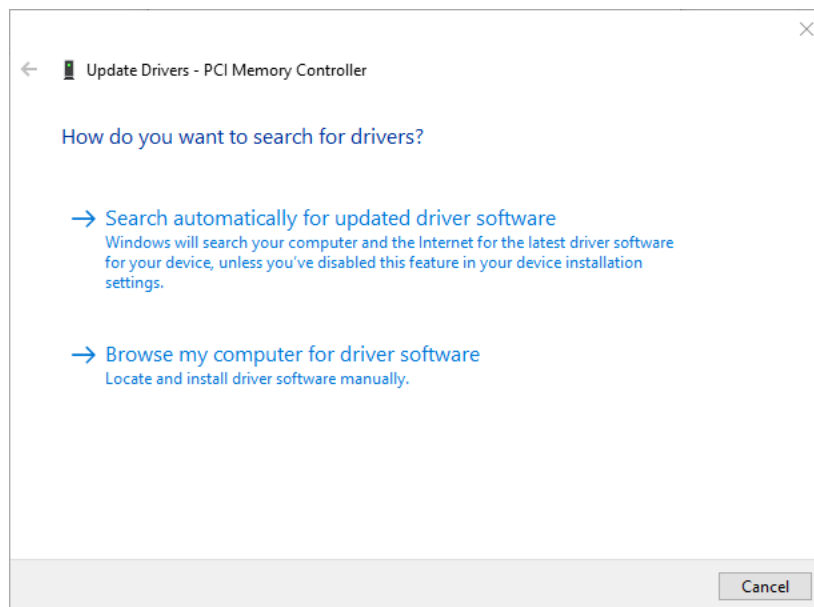 Update Drivers - PCI Memory Controller
How do you want to search for drivers?
Search automatically for updated driver software
Windows will search your computer and the Internet for the latest driver software
for your device, unless you've disabled this feature in your device installation
settings.
Browse my computer for driver software
Locate and install driver software manually.
Cancel